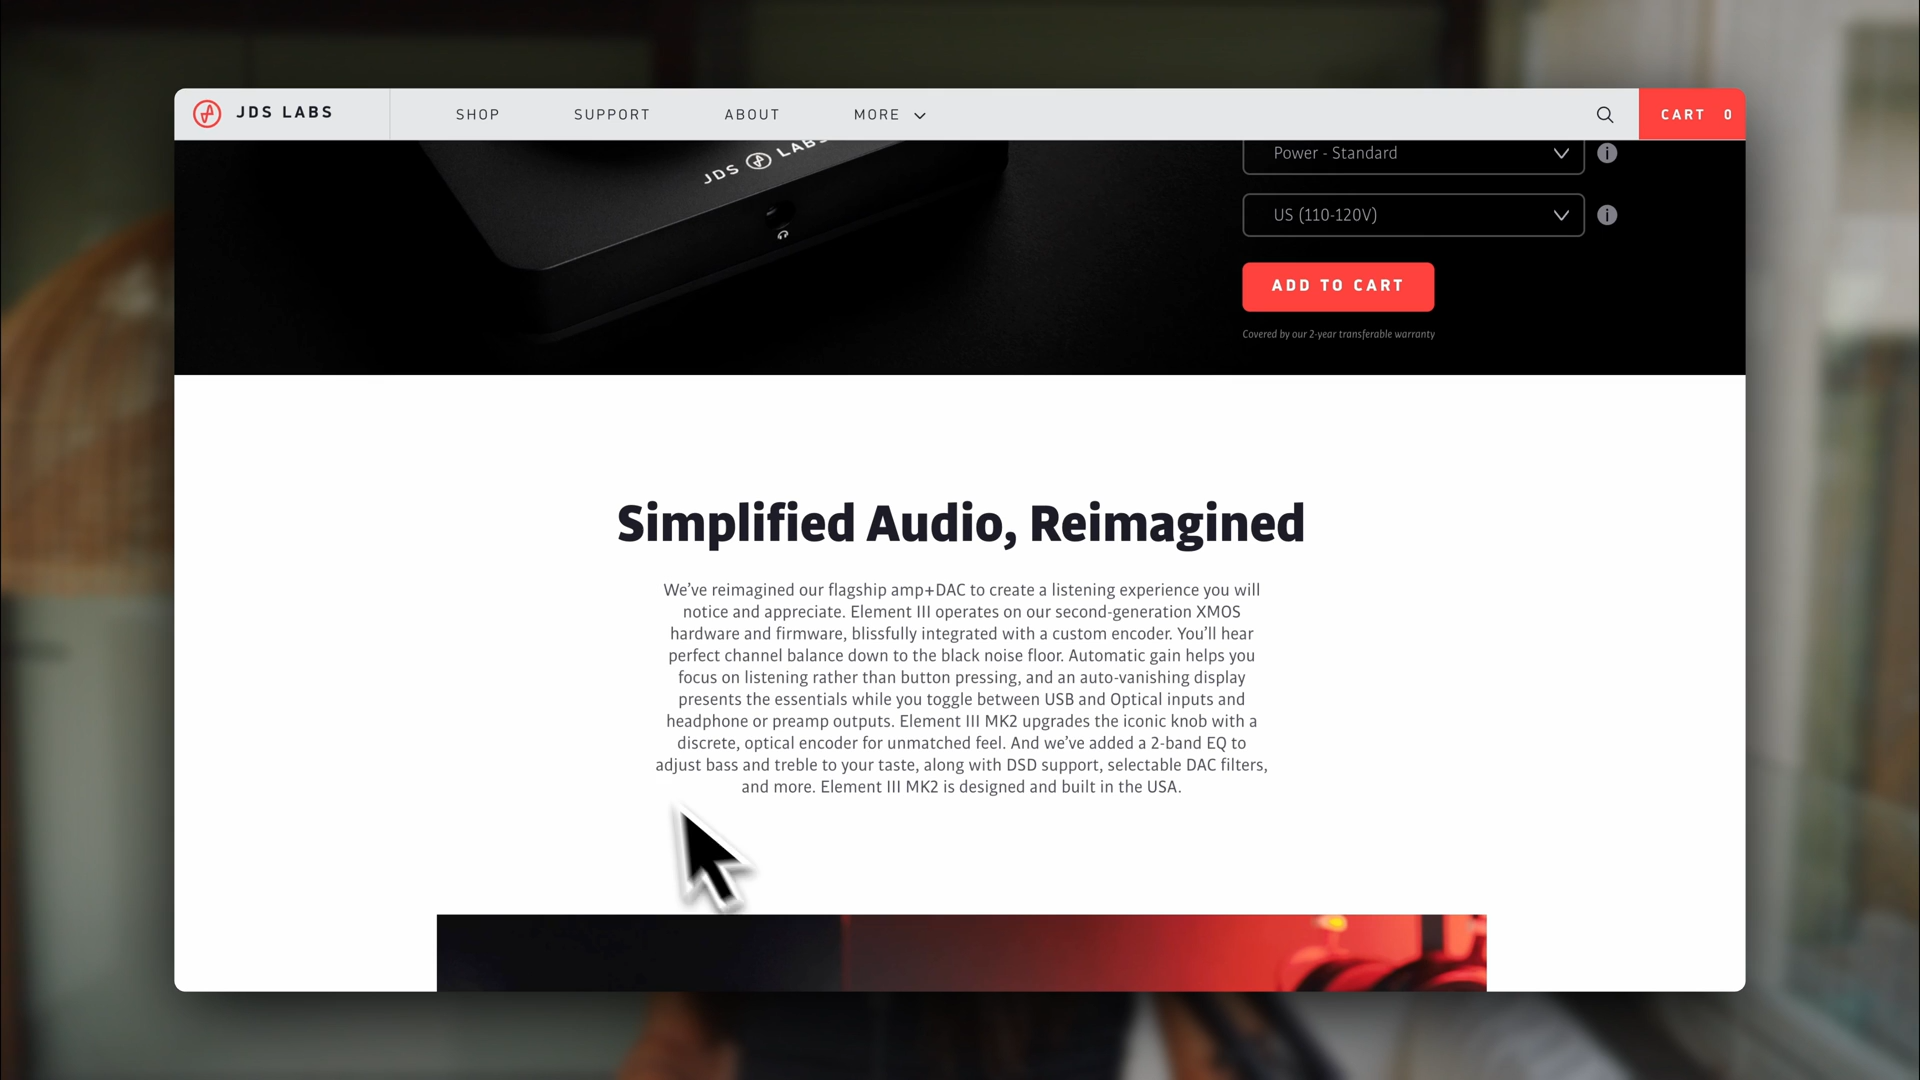 JDS LABS
SHOP
SUPPORT
ABOUT
MORE
CART 0
JDS LABS
Power - Standard
i
US (110-120V)
i
ADD TO CART
Covered by our 2-year transferable warranty
Simplified Audio, Reimagined
We’ve reimagined our flagship amp+DAC to create a listening experience you will
notice and appreciate. Element III operates on our second-generation XMOS
hardware and firmware, blissfully integrated with a custom encoder. You’ll hear
perfect channel balance down to the black noise floor. Automatic gain helps you
focus on listening rather than button pressing, and an auto-vanishing display
presents the essentials while you toggle between USB and Optical inputs and
headphone or preamp outputs. Element III MK2 upgrades the iconic knob with a
discrete, optical encoder for unmatched feel. And we’ve added a 2-band EQ to
adjust bass and treble to your taste, along with DSD support, selectable DAC filters,
and more. Element III MK2 is designed and built in the USA.